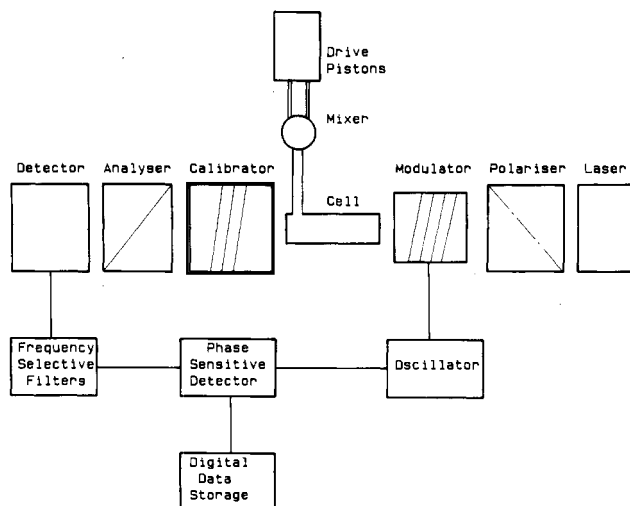 Drive
Pistons
Mixer
Detector
Analyser
Calibrator
Modulator
Polariser
Laser
Cell
Frequency
Selective
Filters
Phase
Sensitive
Detector
Oscillator
Digital
Data
Storage